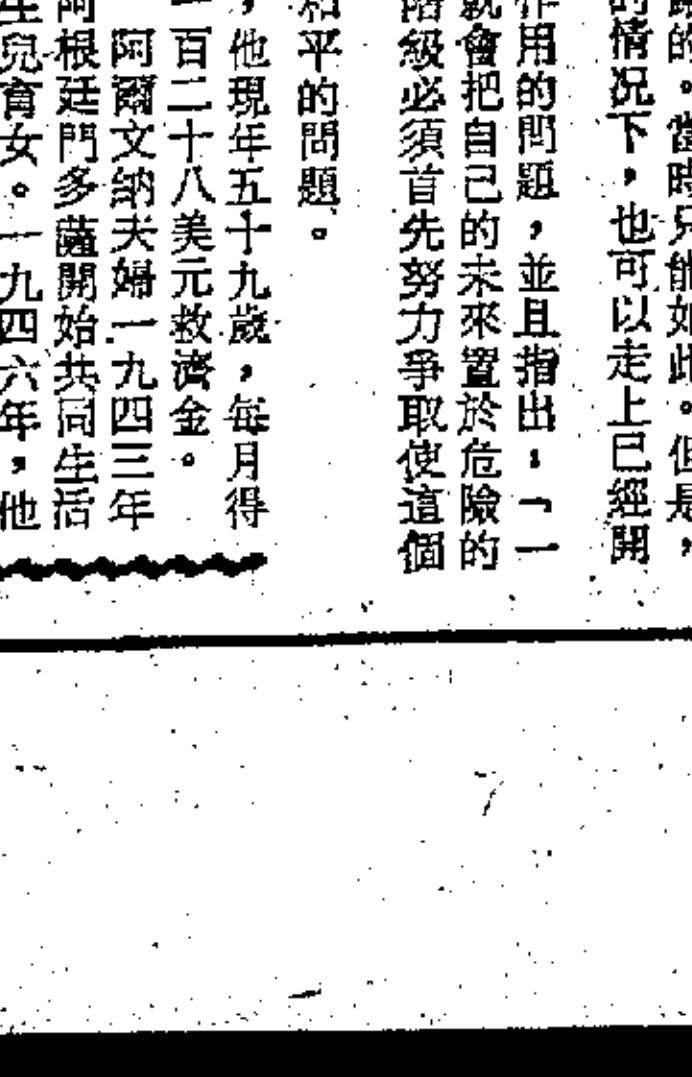 歸的。當時只能如此。但是，
的情况下，也可以走上已經開
作用的問題，並且指出：「一
就會把自己的未來置於危險的
階級必須首先努力爭取使這個
和平的問題。
，他現年五十九歲，每月得
一百二十八美元救濟金。
阿爾文納夫婦一九四三年
阿根廷門多薩開始共同生活
生兒育女。一九四六年，他